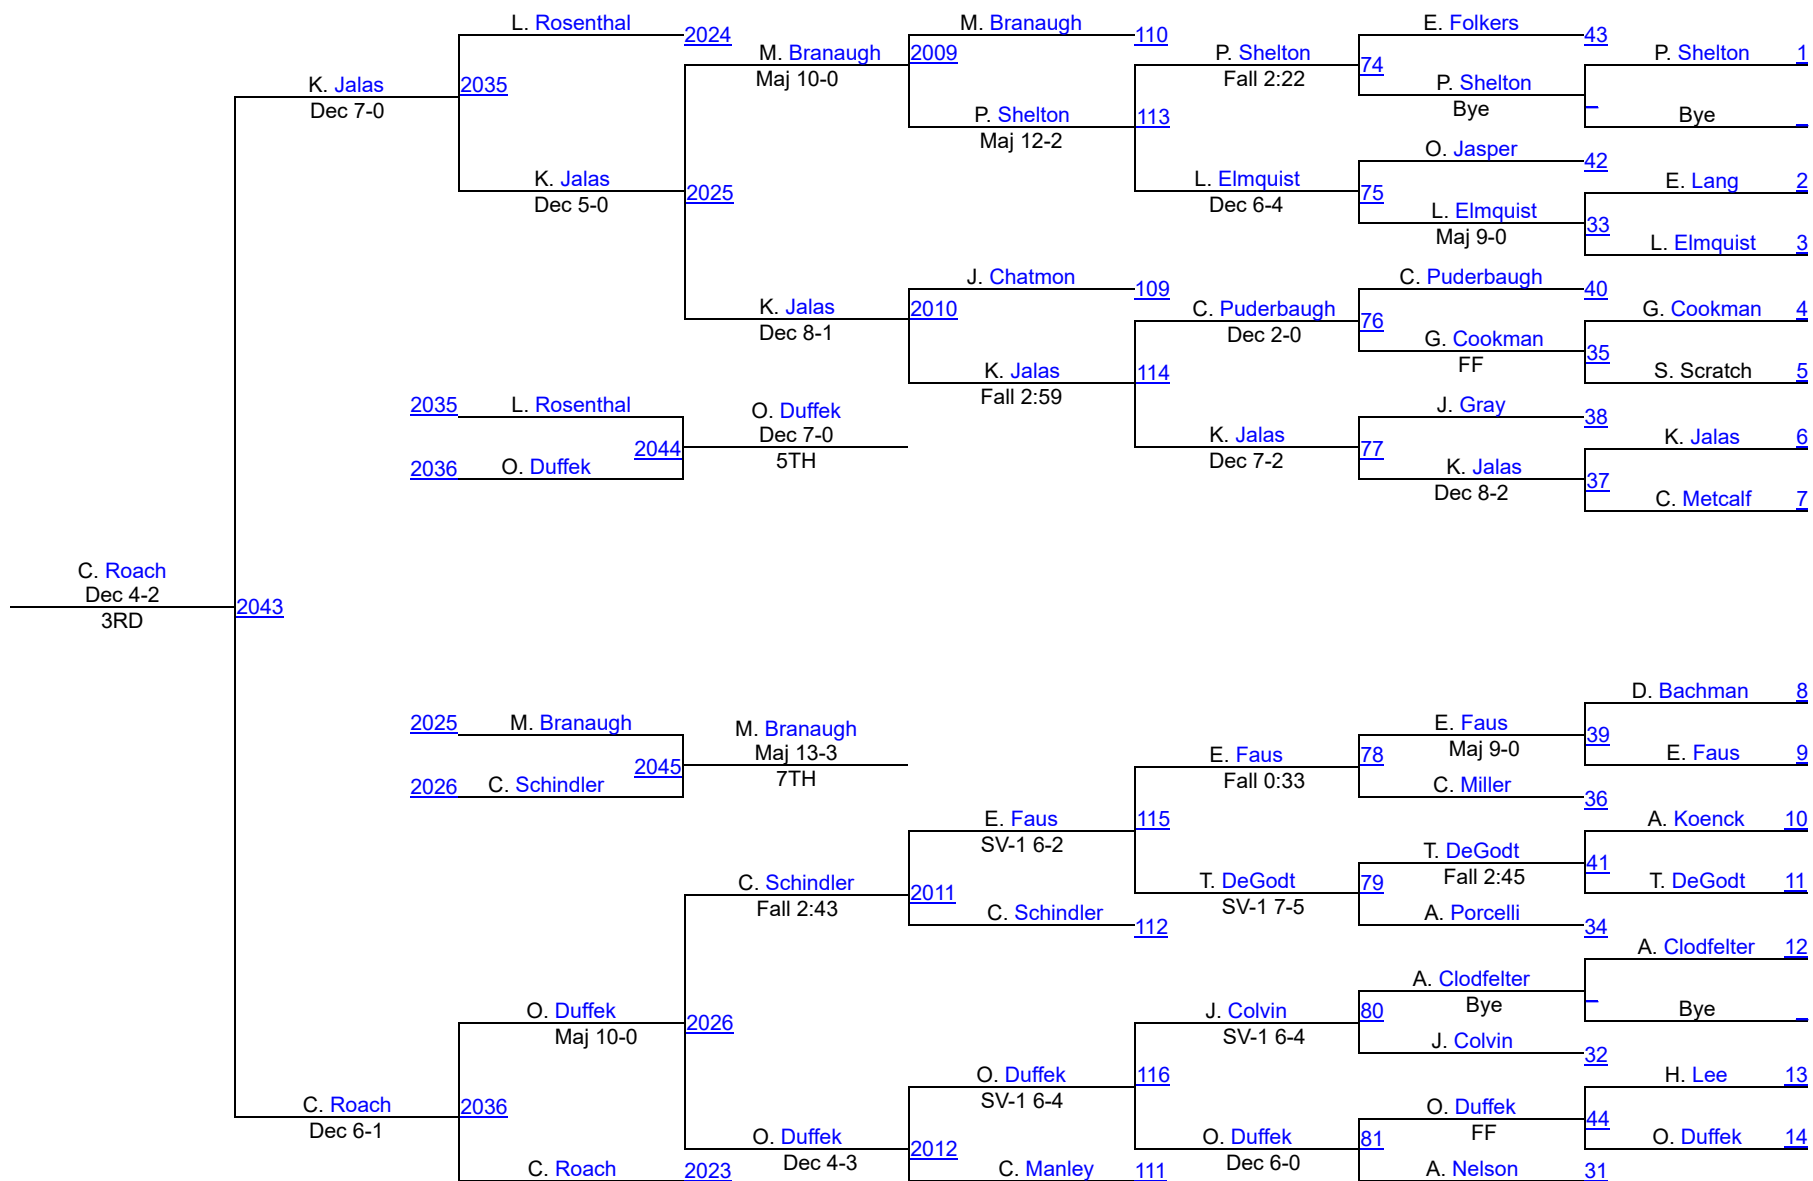 L. Rosenthal
2024
K. Jalas
Dec 7-0
2035
K. Jalas
Dec 5-0
M. Branaugh
Maj 10-0
2025
K. Jalas
Dec 8-1
M. Branaugh
110
2009
P. Shelton
Maj 12-2
113
J. Chatmon
109
2010
K. Jalas
Fall 2:59
114
P. Shelton
Fall 2:22
L. Elmquist
Dec 6-4
C. Puderbaugh
Dec 2-0
K. Jalas
Dec 7-2
E. Folkers
43
74
P. Shelton
Bye
O. Jasper
42
75
L. Elmquist
Maj 9-0
C. Puderbaugh
40
76
G. Cookman
FF
J. Gray
38
77
K. Jalas
Dec 8-2
P. Shelton 1
Bye
E. Lang 2
33
L. Elmquist 3
G. Cookman 4
35
S. Scratch 5
K. Jalas 6
37
C. Metcalf 7
2035 L. Rosenthal
2044
2036 O. Duffek
O. Duffek
Dec 7-0
5TH
C. Roach
Dec 4-2
3RD
2043
2025 M. Branaugh
2045
2026 C. Schindler
M. Branaugh
Maj 13-3
7TH
C. Roach
Dec 6-1
2036
O. Duffek
Maj 10-0
2026
C. Roach
2023
C. Schindler
Fall 2:43
2011
O. Duffek
Dec 4-3
2012
E. Faus
SV-1 6-2
115
C. Schindler
112
O. Duffek
SV-1 6-4
116
C. Manley
111
E. Faus
Fall 0:33
78
T. DeGodt
SV-1 7-5
79
J. Colvin
SV-1 6-4
80
O. Duffek
Dec 6-0
81
E. Faus
Maj 9-0
39
C. Miller
36
T. DeGodt
Fall 2:45
41
A. Porcelli
34
A. Clodfelter
Bye
J. Colvin
32
O. Duffek
FF
44
A. Nelson
31
D. Bachman 8
E. Faus 9
A. Koenck 10
T. DeGodt 11
A. Clodfelter 12
Bye
H. Lee 13
O. Duffek 14